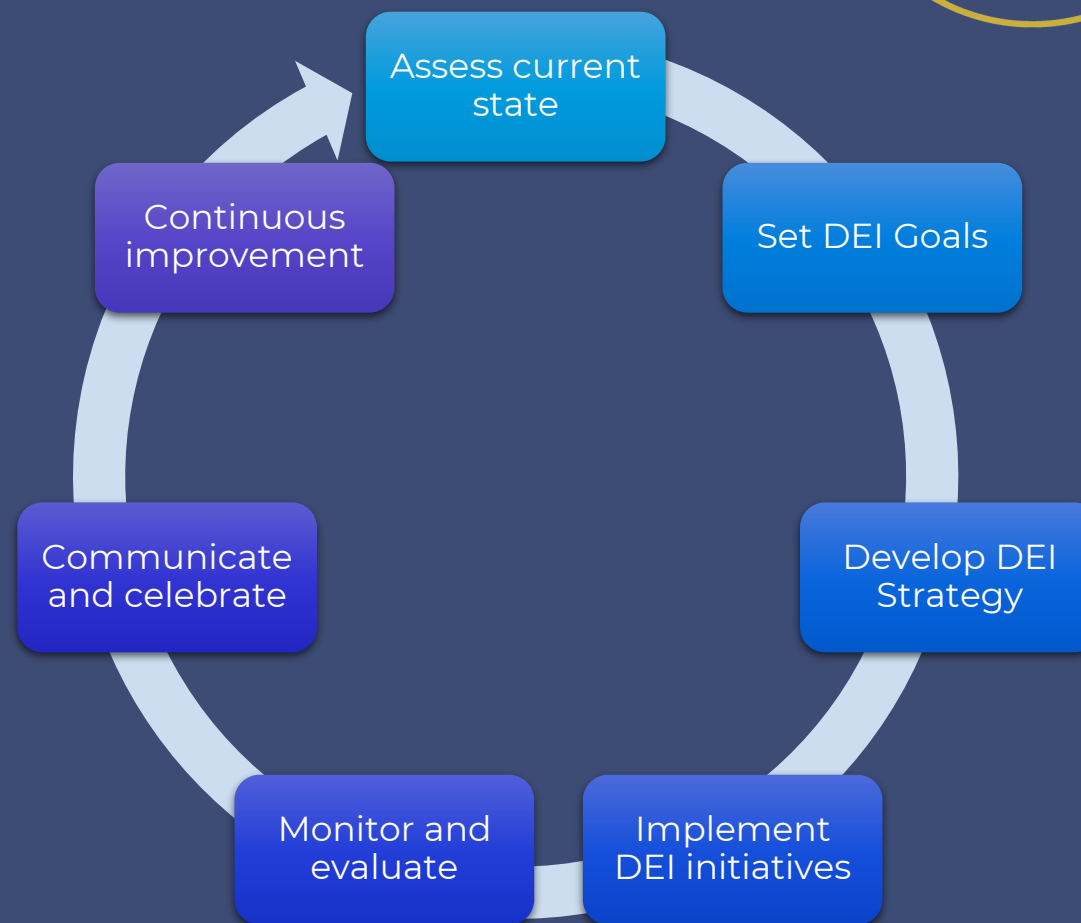 Assess current
state
Set DEI Goals
Develop DEI
Strategy
Implement
DEI initiatives
Monitor and
evaluate
Communicate
and celebrate
Continuous
improvement